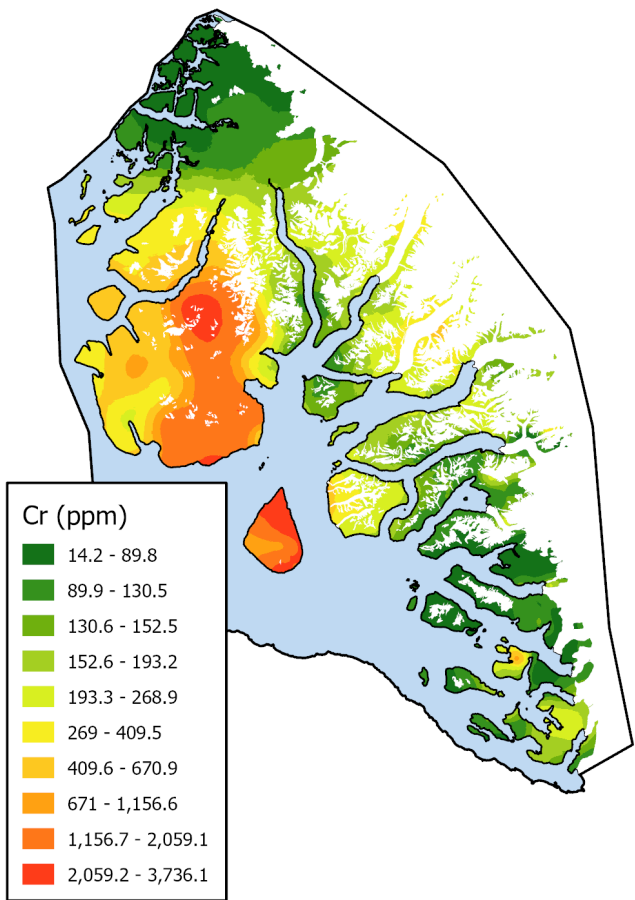 Cr (ppm)
14.2 - 89.8
89.9 - 130.5
130.6 - 152.5
152.6 - 193.2
193.3 - 268.9
269 - 409.5
409.6 - 670.9
671 - 1,156.6
1,156.7 - 2,059.1
2,059.2 - 3,736.1